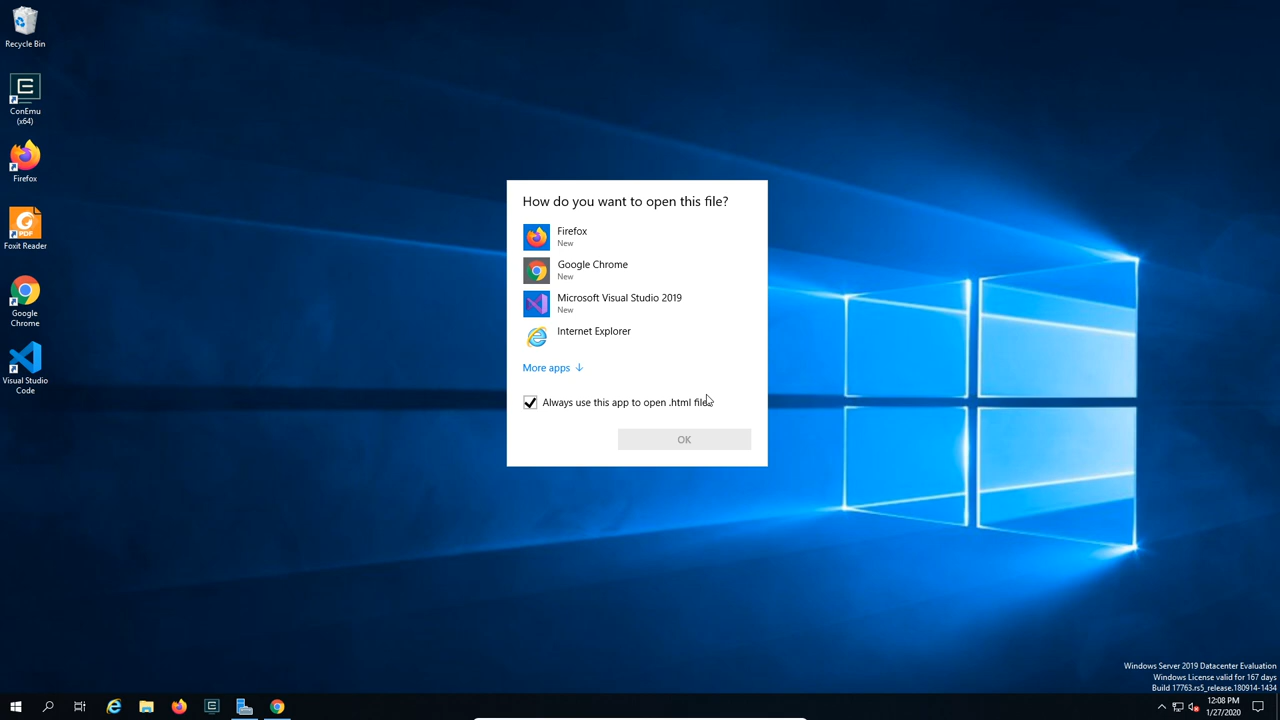 Recycle Bin
ConEmu
(x64)
Firefox
Foxit Reader
Google
Chrome
Visual Studio
Code
How do you want to open this file?
Firefox
New
Google Chrome
New
Microsoft Visual Studio 2019
New
Internet Explorer
More apps
Always use this app to open .html files
OK
Windows Server 2019 Datacenter Evaluation
Windows License valid for 167 days
Build 17763.rs5_release.180914-1434
12:08 PM
1/27/2020